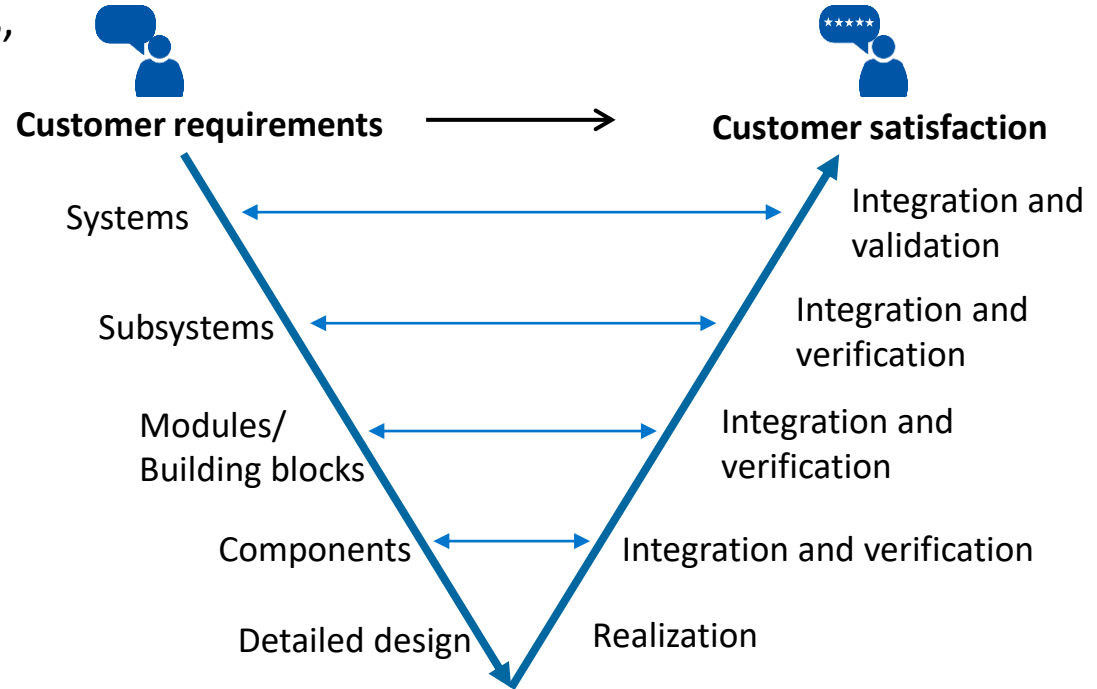 Customer requirements
Customer satisfaction
Systems
Integration and
validation
Subsystems
Integration and
verification
Modules/
Building blocks
Integration and
verification
Components
Integration and verification
Detailed design
Realization